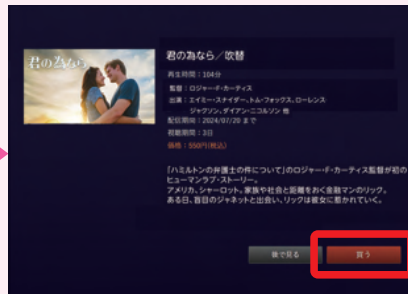 君の為なら
君の為なら／吹替
再生時間：104分
監督：ロジャー・F・カーティス
出演：エイミー・スナイダー、トム・フォックス、ローレンス
ジャクソン、ダイアン・ニコルソン 他
配信期間：2024/07/20 まで
視聴期間：3日
価格：550円(税込)
「ハミルトンの弁護士の件について」のロジャー・F・カーティス監督が初の
ヒューマンラブ・ストーリー。
アメリカ、シャーロット。家族や社会と距離をおく金融マンのリック。
ある日、盲目のジャネットと出会い、リックは彼女に惹かれていく。
後で見る
買う